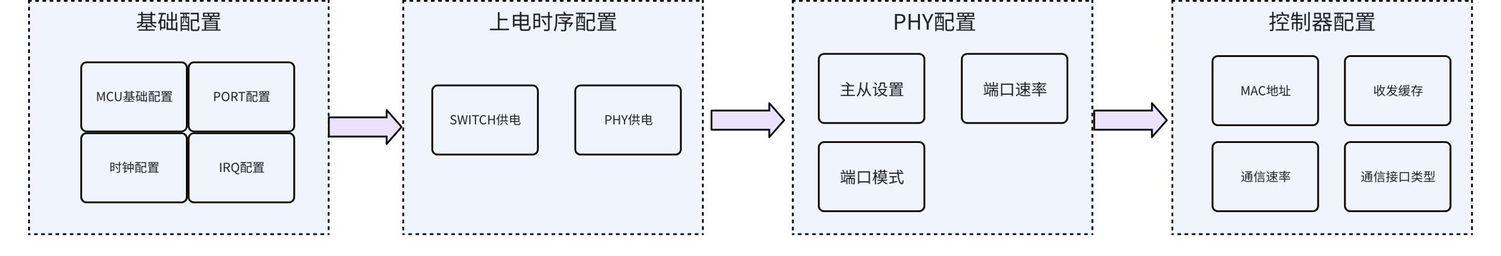 基础配置
MCU基础配置
PORT配置
时钟配置
IRQ配置
上电时序配置
SWITCH供电
PHY供电
PHY配置
主从设置
端口速率
端口模式
控制器配置
MAC地址
收发缓存
通信速率
通信接口类型